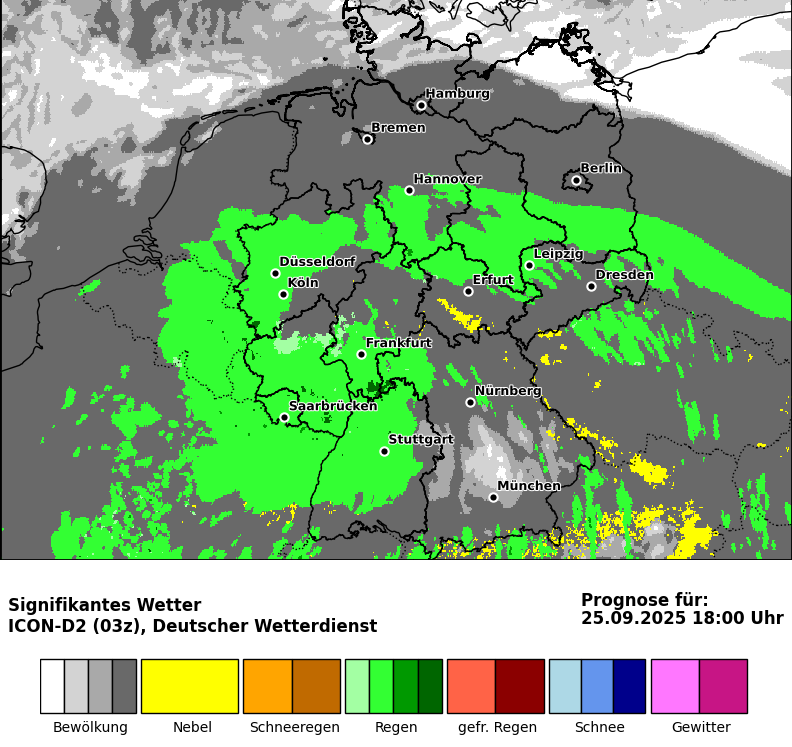 Hamburg
Bremen
Berlin
Hannover
Düsseldorf
Köln
Leipzig
Erfurt
Dresden
Frankfurt
Nürnberg
Saarbrücken
Stuttgart
München
Signifikantes Wetter
ICON-D2 (03z), Deutscher Wetterdienst
Prognose für:
25.09.2025 18:00 Uhr
Bewölkung
Nebel
Schneeregen
Regen
gefr. Regen
Schnee
Gewitter